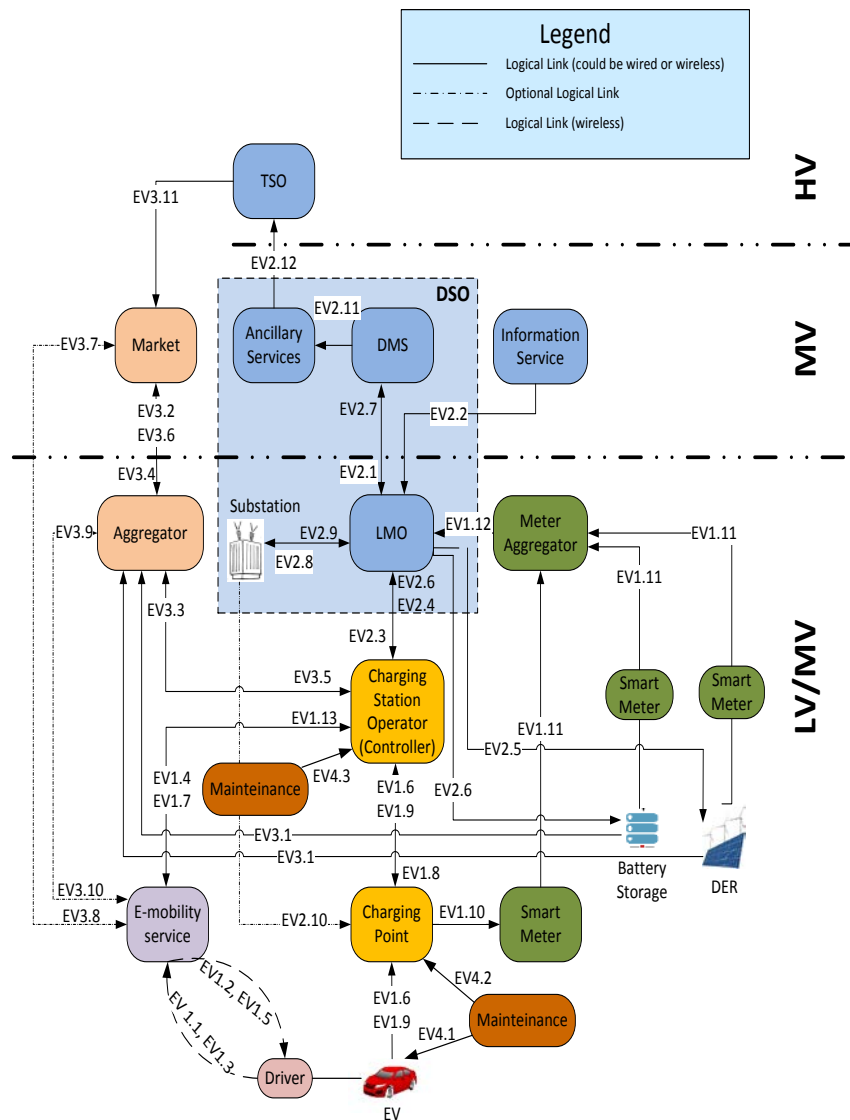 Legend
Logical Link (could be wired or wireless)
Optional Logical Link
Logical Link (wireless)
HV
TSO
EV3.11
EV2.12
DSO
EV2.11
Ancillary
Services
DMS
Information
Service
Market
EV3.7
MV
EV3.2
EV3.6
EV2.7
EV2.2
EV3.4
EV2.1
Substation
Aggregator
EV3.9
EV2.9
EV2.8
LMO
EV1.12
Meter
Aggregator
EV1.11
EV1.11
EV2.6
EV2.4
EV3.3
EV2.3
LV/MV
EV3.5
EV1.13
Charging
Station
Operator
(Controller)
Smart
Meter
Smart
Meter
EV1.11
EV2.5
EV1.4
EV1.7
Mainteinance
EV4.3
EV1.6
EV1.9
EV2.6
EV3.1
EV3.1
Battery
Storage
DER
EV1.8
EV3.10
EV3.8
E-mobility
service
EV2.10
Charging
Point
EV1.10
Smart
Meter
EV1.2, EV1.5
EV 1.1, EV1.3
EV1.6
EV1.9
EV4.2
EV4.1
Mainteinance
Driver
EV